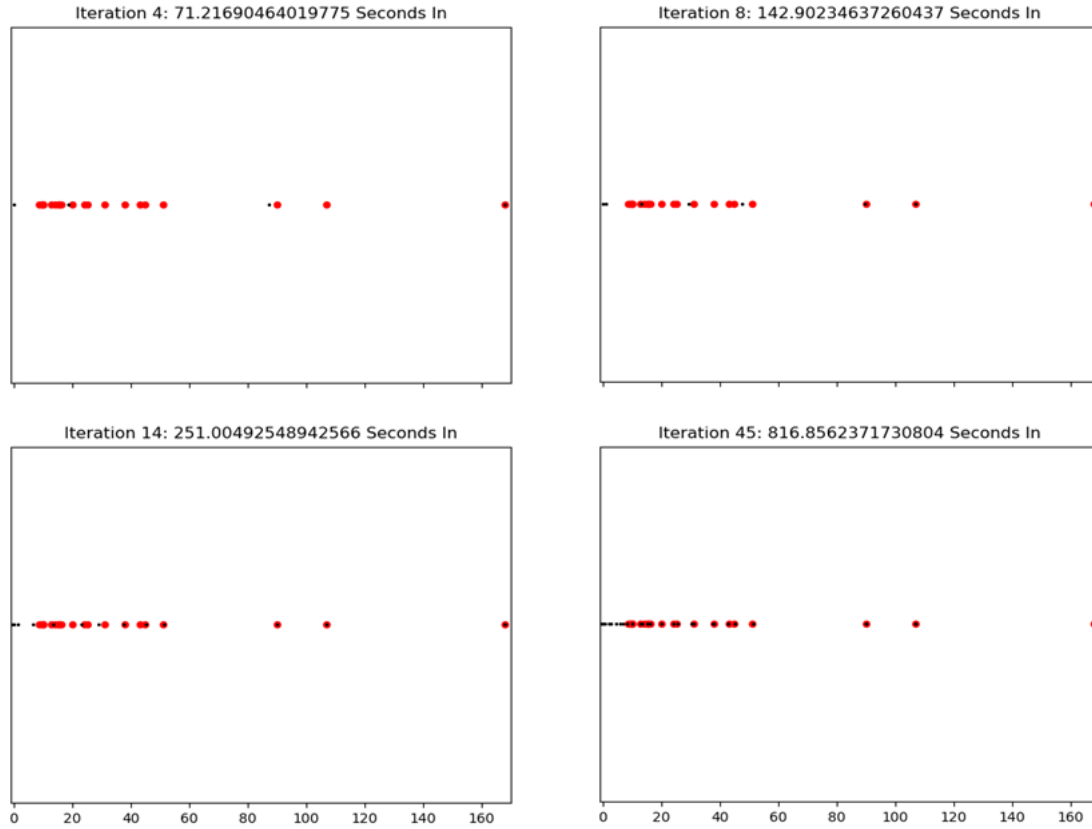 Iteration 4: 71.21690464019775 Seconds In
Iteration 8: 142.90234637260437 Seconds In
Iteration 14: 251.00492548942566 Seconds In
Iteration 45: 816.8562371730804 Seconds In
0 20 40 60 80 100 120 140 160
0 20 40 60 80 100 120 140 160